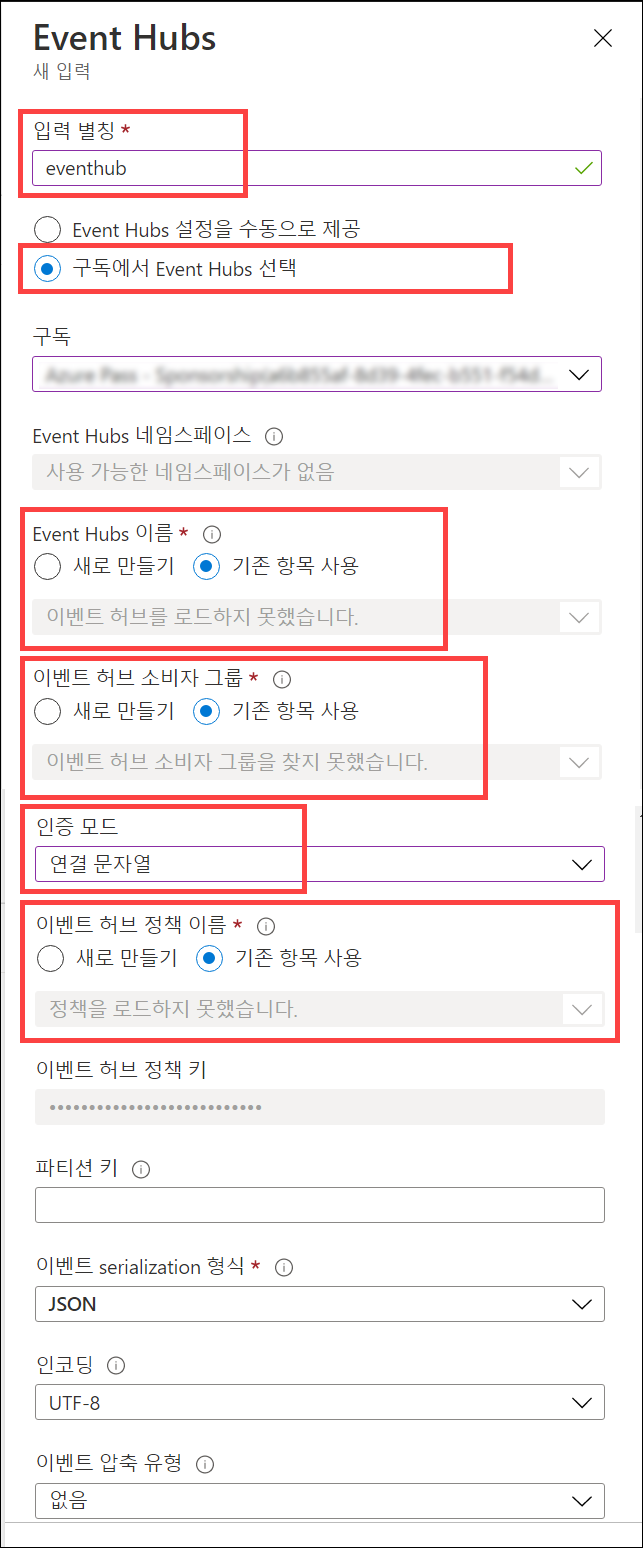 Event Hubs
새 입력
입력 별칭 *
eventhub
Event Hubs 설정을 수동으로 제공
구독에서 Event Hubs 선택
구독
Event Hubs 네임스페이스
사용 가능한 네임스페이스가 없음
Event Hubs 이름 *
새로 만들기 기존 항목 사용
이벤트 허브를 로드하지 못했습니다.
이벤트 허브 소비자 그룹 *
새로 만들기 기존 항목 사용
이벤트 허브 소비자 그룹을 찾지 못했습니다.
인증 모드
연결 문자열
이벤트 허브 정책 이름 *
새로 만들기 기존 항목 사용
정책을 로드하지 못했습니다.
이벤트 허브 정책 키
파티션 키
이벤트 serialization 형식 *
JSON
인코딩
UTF-8
이벤트 압축 유형
없음